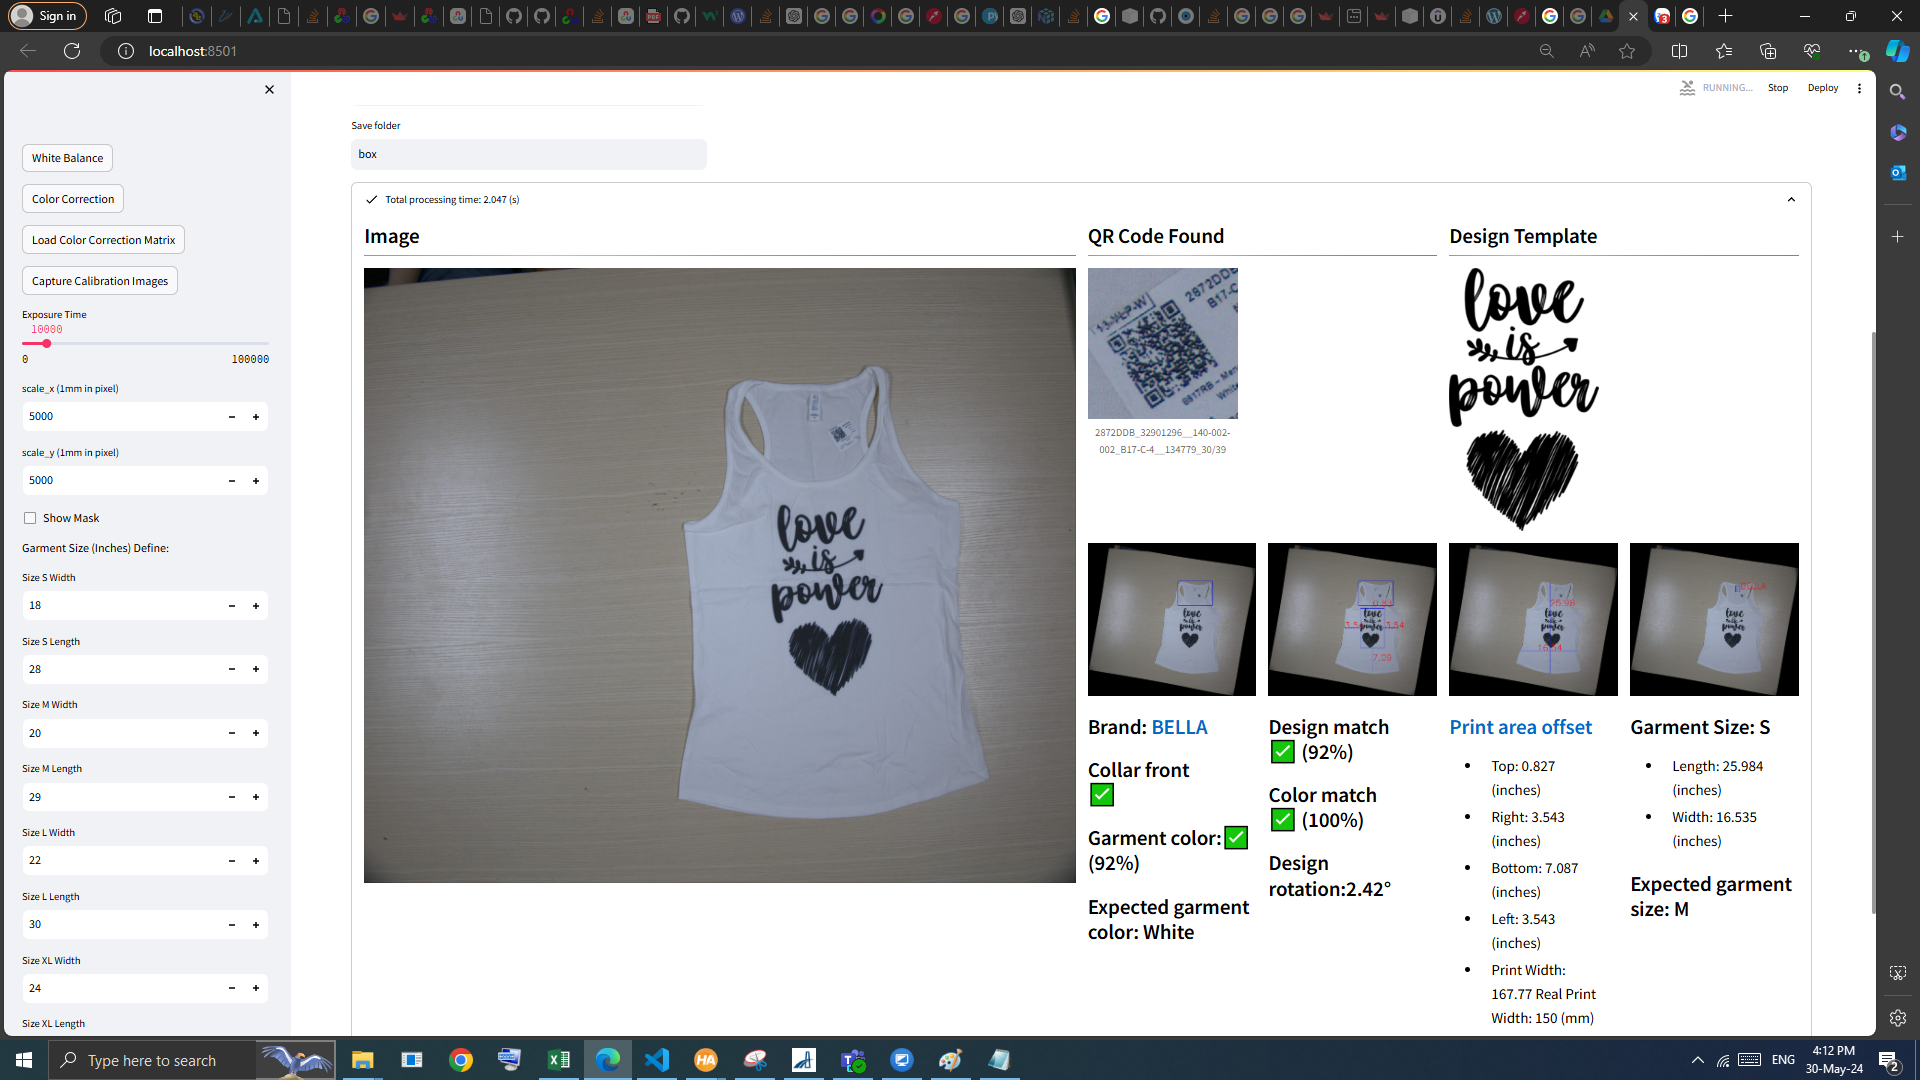 Sign in
localhost:8501
RUNNING...
Stop
Deploy
White Balance
Color Correction
Load Color Correction Matrix
Capture Calibration Images
Exposure Time
10000
0
100000
scale_x (1mm in pixel)
5000
scale_y (1mm in pixel)
5000
Show Mask
Garment Size (Inches) Define:
Size S Width
18
Size S Length
28
Size M Width
20
Size M Length
29
Size L Width
22
Size L Length
30
Size XL Width
24
Size XL Length
Save folder
box
Total processing time: 2.047 (s)
Image
love
is
power
QR Code Found
2872DDB
B17-C
2872DDB_32901296__140-002-
002_B17-C-4__134779_30/39
Design Template
love
is
power
Brand: BELLA
Collar front
Garment color:
(92%)
Expected garment
color: White
Design match
(92%)
Color match
(100%)
Design
rotation:2.42°
Print area offset
Top: 0.827
(inches)
Right: 3.543
(inches)
Bottom: 7.087
(inches)
Left: 3.543
(inches)
Print Width:
167.77 Real Print
Width: 150 (mm)
Garment Size: S
Length: 25.984
(inches)
Width: 16.535
(inches)
Expected garment
size: M
Type here to search
ENG
4:12 PM
30-May-24
2